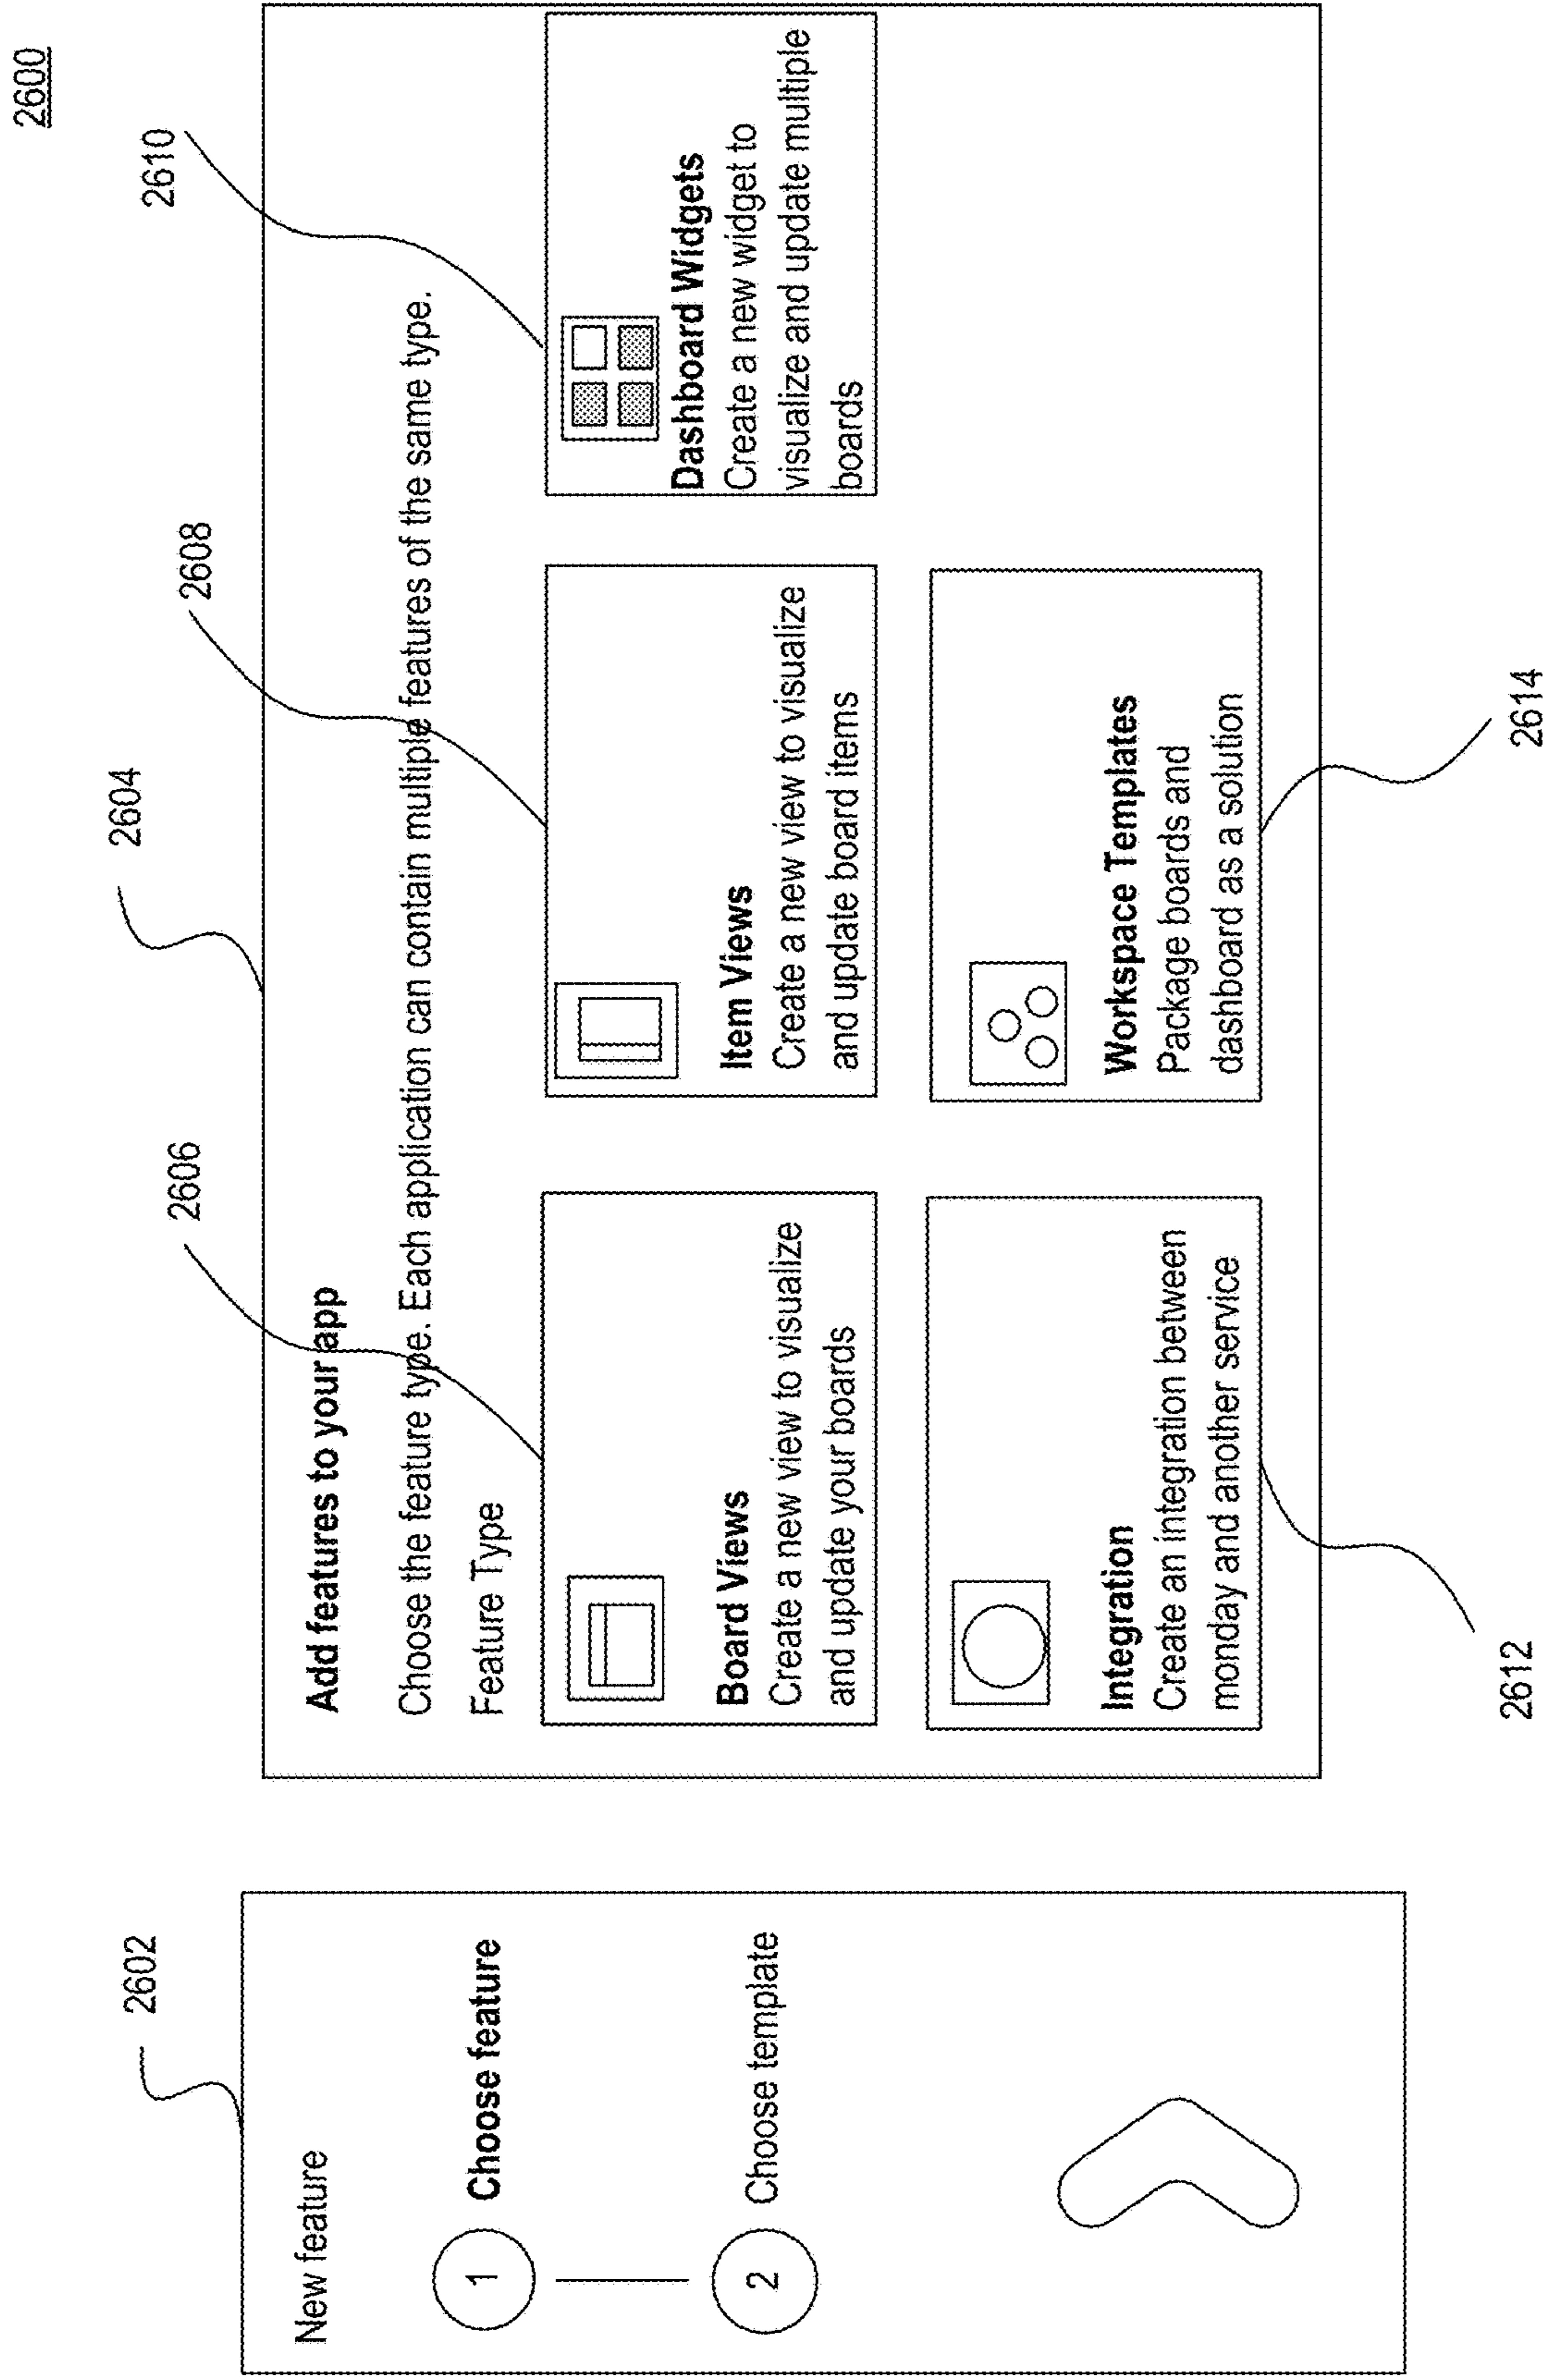 2600
2602
New feature
1 Choose feature
2 Choose template
2604
Add features to your app
Choose the feature type. Each application can contain multiple features of the same type.
Feature Type
2606
Board Views
Create a new view to visualize
and update your boards
2608
Item Views
Create a new view to visualize
and update board items
2610
Dashboard Widgets
Create a new widget to
visualize and update multiple
boards
Integration
Create an integration between
monday and another service
2612
Workspace Templates
Package boards and
dashboard as a solution
2614